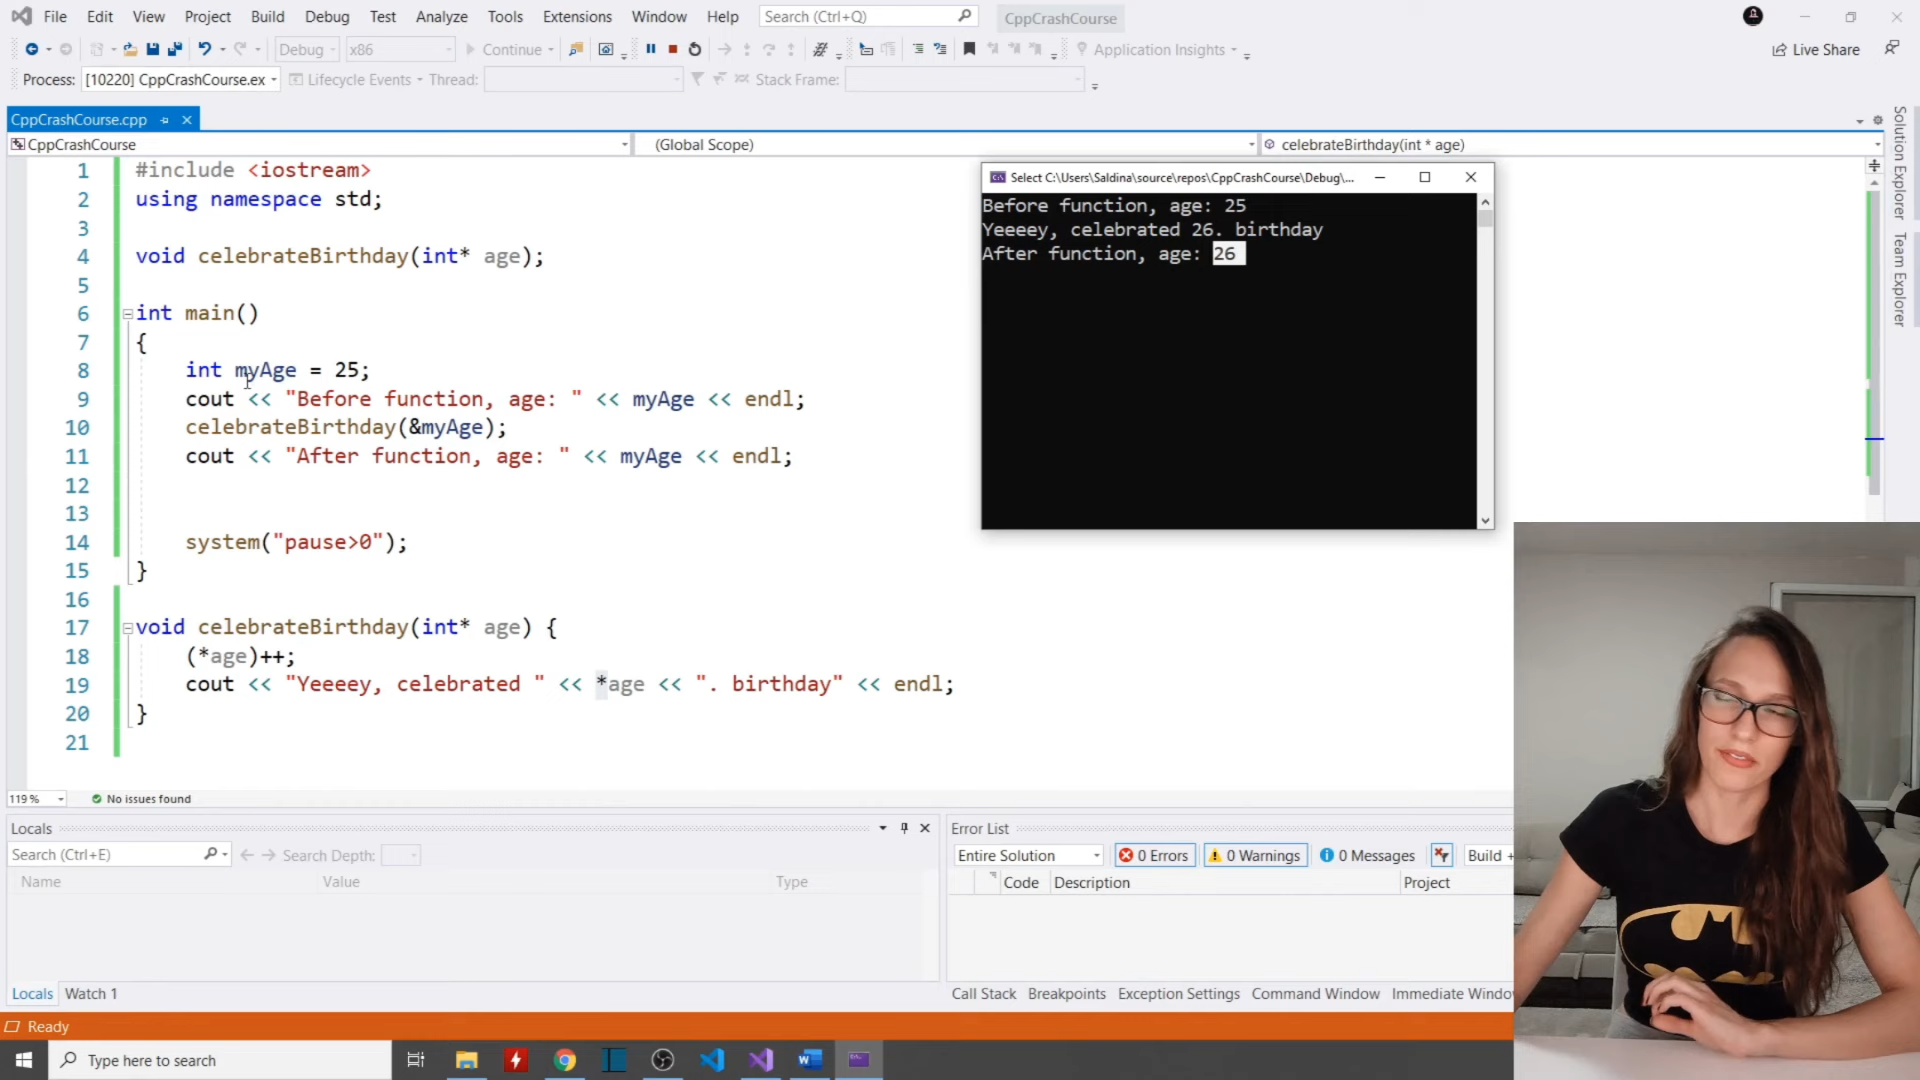 File Edit View Project Build Debug Test Analyze Tools Extensions Window Help Search (Ctrl+Q) CppCrashCourse
Debug x86 Continue Application Insights Live Share
Process: [10220] CppCrashCourse.ex Lifecycle Events Thread: Stack Frame:
CppCrashCourse.cpp
CppCrashCourse (Global Scope) celebrateBirthday(int * age)
1 #include <iostream>
2 using namespace std;
3
4 void celebrateBirthday(int* age);
5
6 int main()
7 {
8 int myAge = 25;
9 cout << "Before function, age: " << myAge << endl;
10 celebrateBirthday(&myAge);
11 cout << "After function, age: " << myAge << endl;
12
13
14 system("pause>0");
15 }
16
17 void celebrateBirthday(int* age) {
18 (*age)++;
19 cout << "Yeeeey, celebrated " << *age << ". birthday" << endl;
20 }
21
Select C:\Users\Saldina\source\repos\CppCrashCourse\Debug\...
Before function, age: 25
Yeeeey, celebrated 26. birthday
After function, age: 26
Solution Explorer
Team Explorer
119 % No issues found
Locals
Search (Ctrl+E) Search Depth:
Name Value Type
Locals Watch 1
Error List
Entire Solution 0 Errors 0 Warnings 0 Messages Build +
Code Description Project
Call Stack Breakpoints Exception Settings Command Window Immediate Windo
Ready
Type here to search